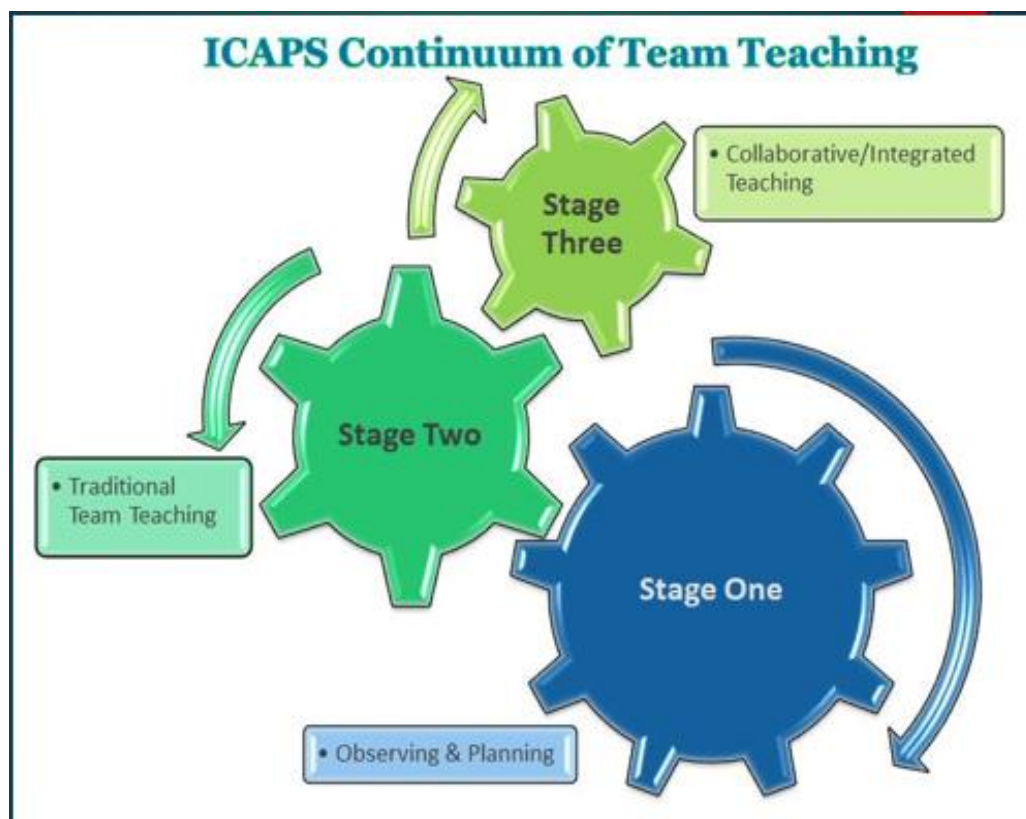 ICAPS Continuum of Team Teaching
• Collaborative/Integrated
Teaching
Stage
Three
Stage Two
• Traditional
Team Teaching
Stage One
• Observing & Planning